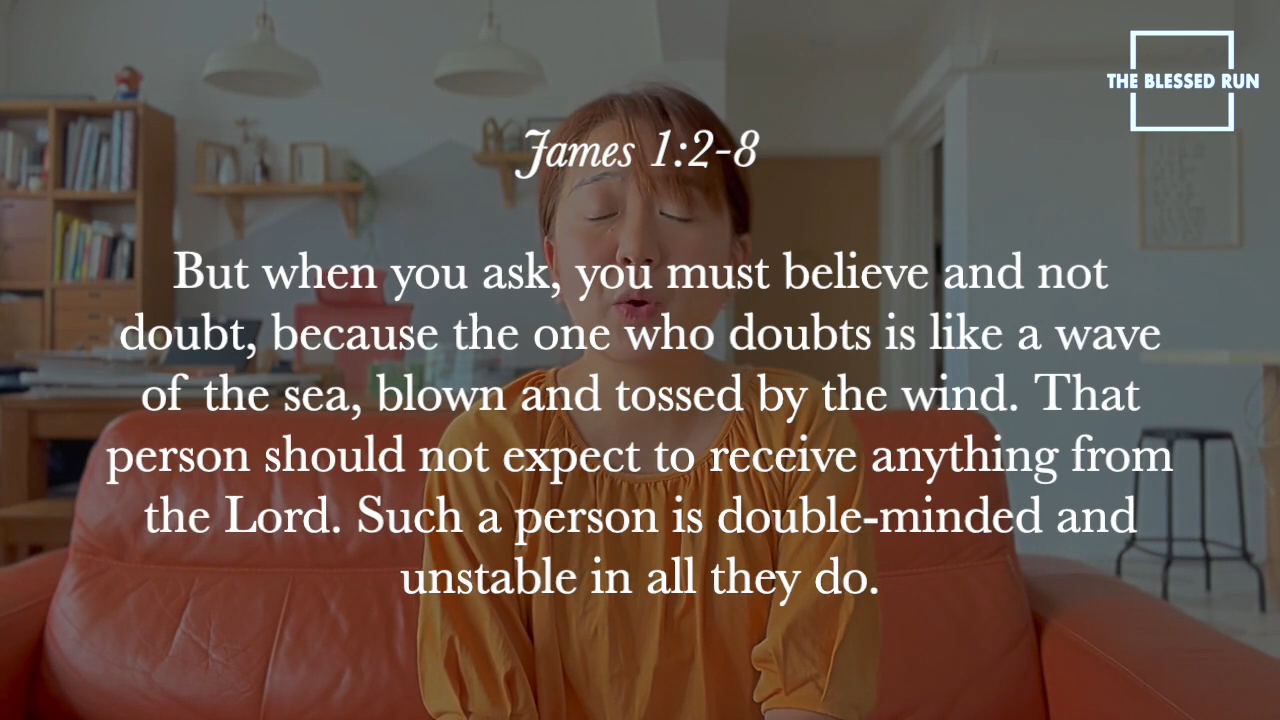 THE BLESSED RUN
James 1:2-8
But when you ask, you must believe and not
doubt, because the one who doubts is like a wave
of the sea, blown and tossed by the wind. That
person should not expect to receive anything from
the Lord. Such a person is double-minded and
unstable in all they do.